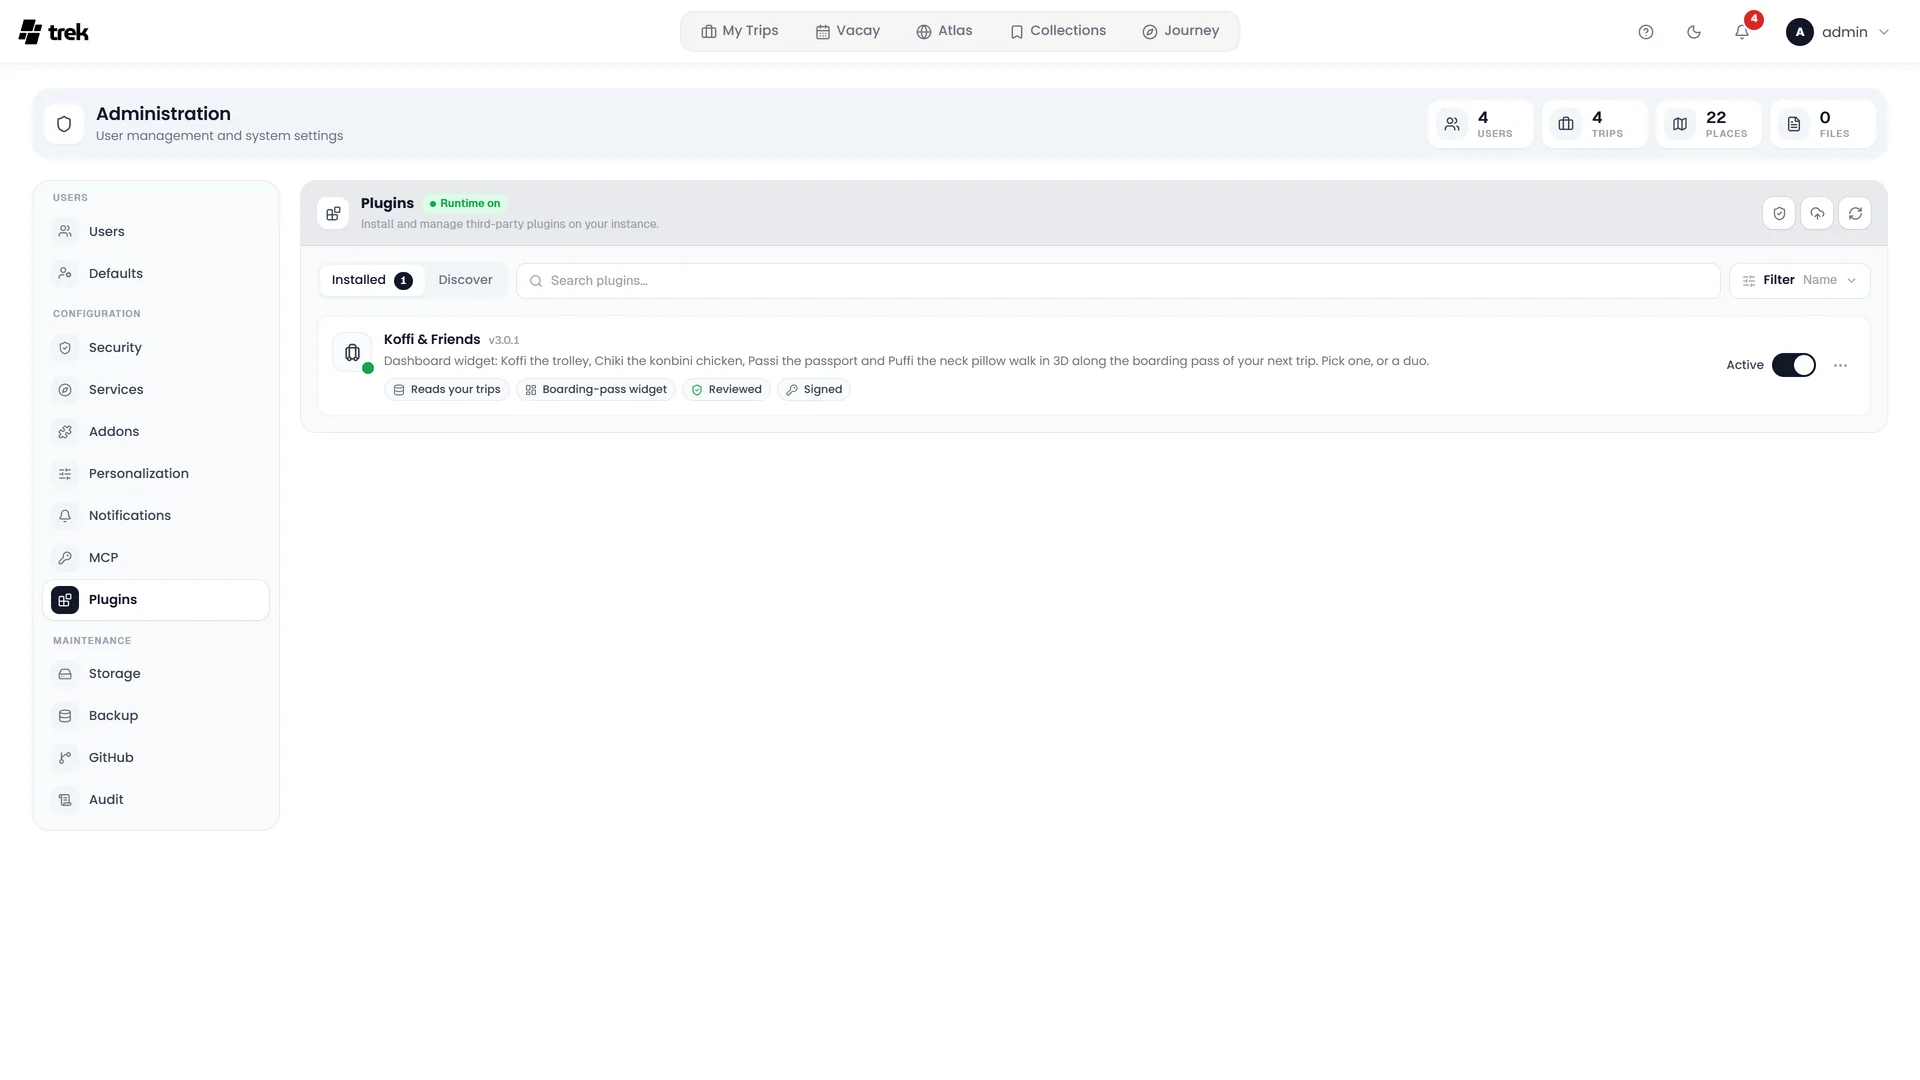 trek
My Trips
Vacay
Atlas
Collections
Journey
4
A
admin
Administration
User management and system settings
4
USERS
4
TRIPS
22
PLACES
0
FILES
USERS
Users
Defaults
CONFIGURATION
Security
Services
Addons
Personalization
Notifications
MCP
Plugins
MAINTENANCE
Storage
Backup
GitHub
Audit
Plugins
Runtime on
Install and manage third-party plugins on your instance.
Installed 1
Discover
Search plugins...
Filter Name
Koffi & Friends v3.0.1
Dashboard widget: Koffi the trolley, Chiki the konbini chicken, Passi the passport and Puffi the neck pillow walk in 3D along the boarding pass of your next trip. Pick one, or a duo.
Reads your trips
Boarding-pass widget
Reviewed
Signed
Active